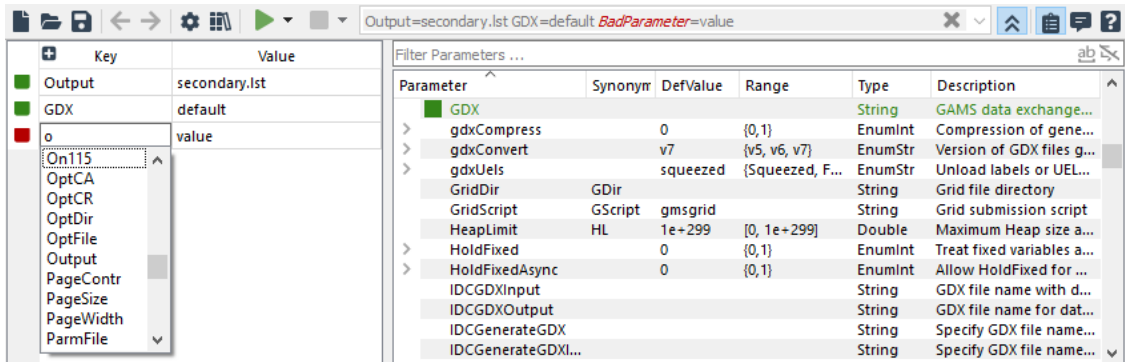 Output=secondary.lst GDX=default BadParameter=value
Key Value
Output secondary.lst
GDX default
o value
On115
OptCA
OptCR
OptDir
OptFile
Output
PageContr
PageSize
PageWidth
ParmFile
Filter Parameters ... ab
Parameter Synonym DefValue Range Type Description
GDX String GAMS data exchange...
gdxCompress 0 {0,1} EnumInt Compression of gene...
gdxConvert v7 {v5, v6, v7} EnumStr Version of GDX files g...
gdxUels squeezed {Squeezed, F... EnumStr Unload labels or UEL...
GridDir GDir String Grid file directory
GridScript GScript gmsgrid String Grid submission script
HeapLimit HL 1e+299 [0, 1e+299] Double Maximum Heap size a...
HoldFixed 0 {0,1} EnumInt Treat fixed variables a...
HoldFixedAsync 0 {0,1} EnumInt Allow HoldFixed for ...
IDCGDXInput String GDX file name with d...
IDCGDXOutput String GDX file name for dat...
IDCGenerateGDX String Specify GDX file name...
IDCGenerateGDXI... String Specify GDX file name...